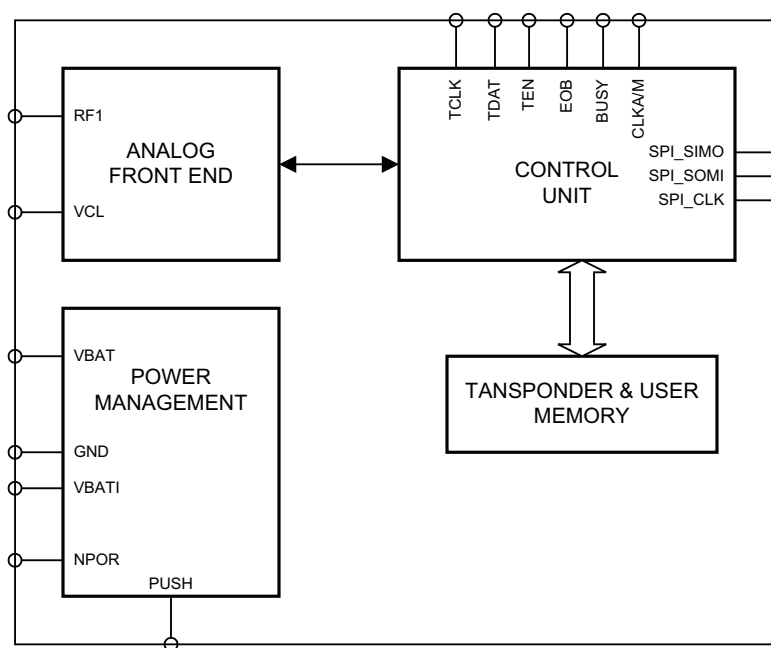 TCLK
TDAT
TEN
EOB
BUSY
CLKA/M
RF1
ANALOG
FRONT END
VCL
SPI_SIMO
SPI_SOMI
SPI_CLK
CONTROL
UNIT
VBAT
POWER
MANAGEMENT
GND
VBATI
NPOR
PUSH
TANSPONDER & USER
MEMORY